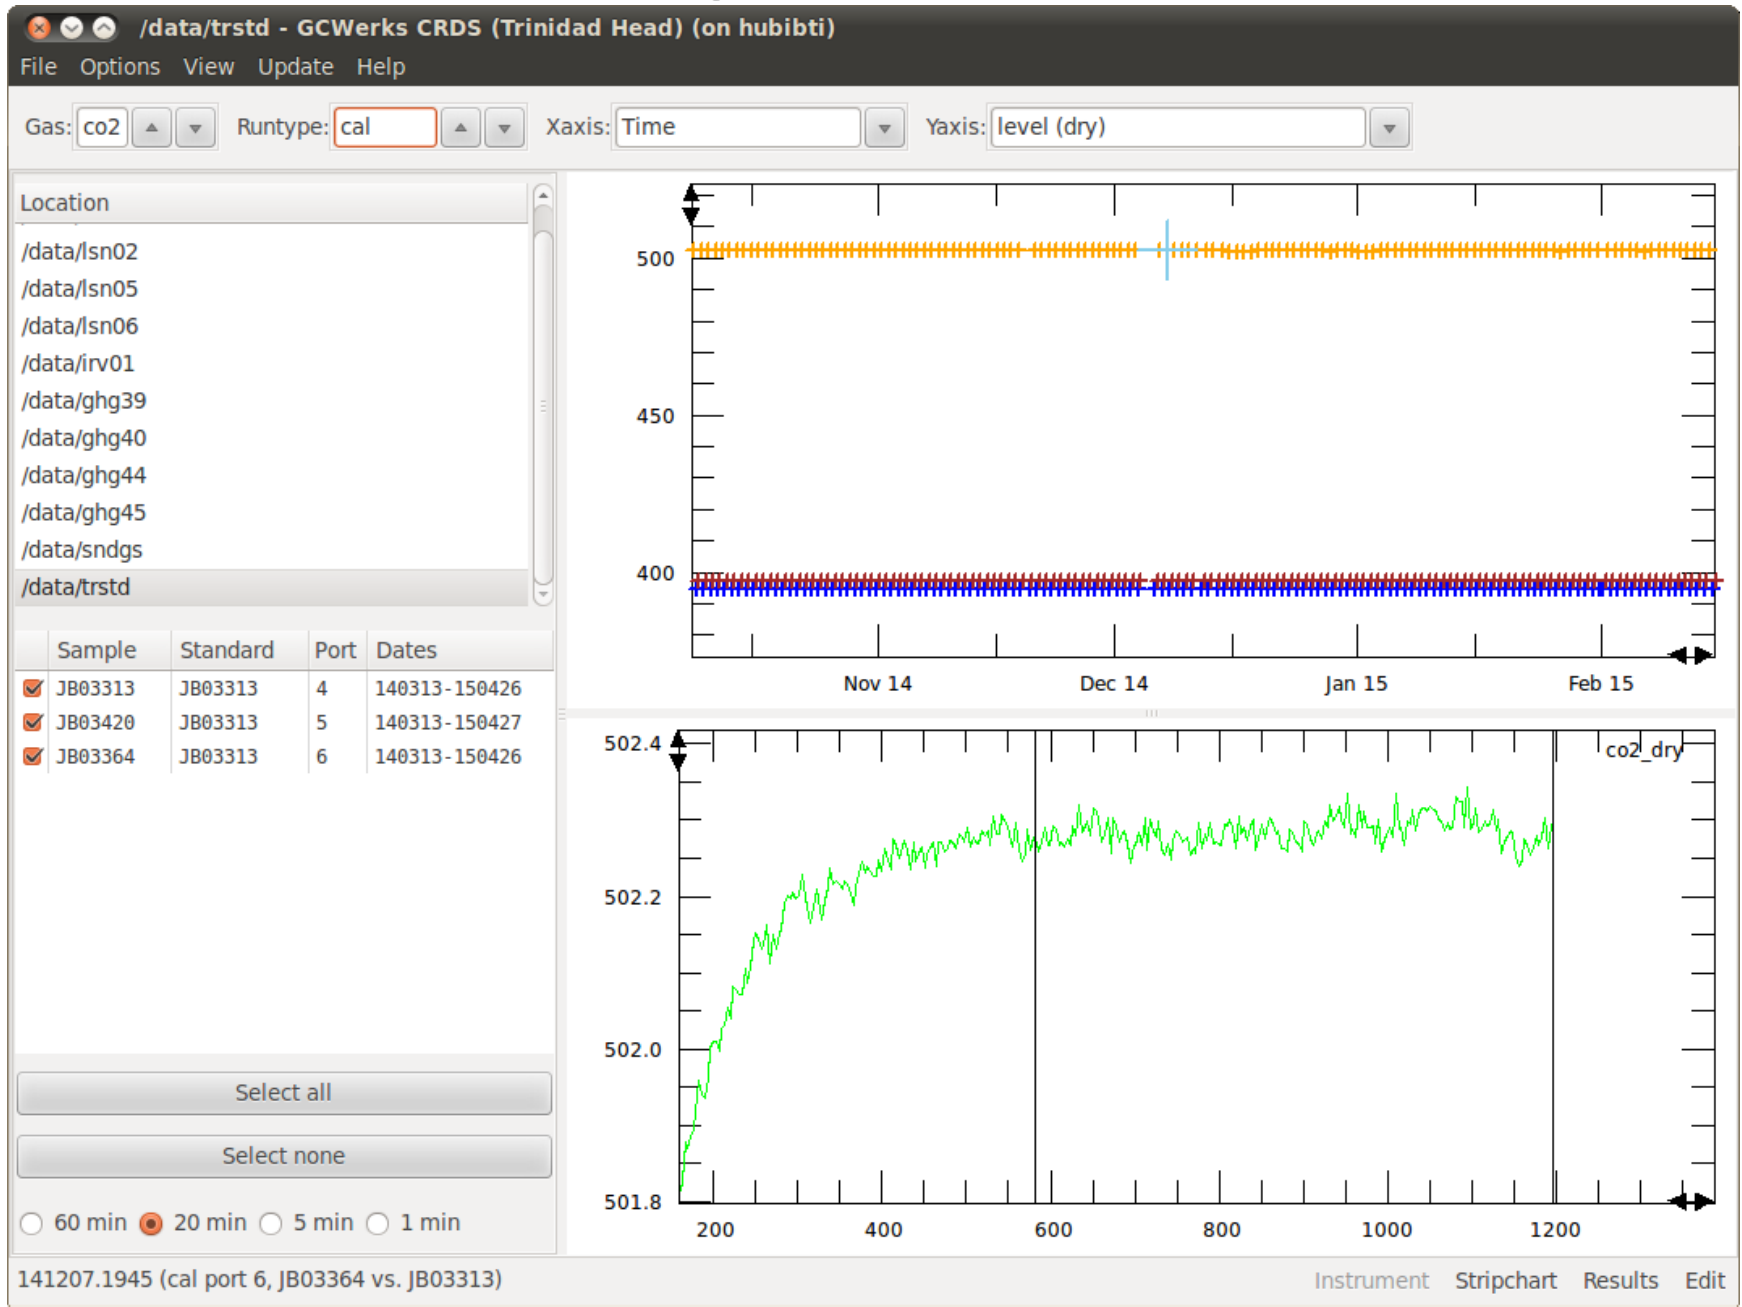 /data/trstd - GCWerks CRDS (Trinidad Head) (on hubibti)
File Options View Update Help
Gas: co2 Runtype: cal Xaxis: Time Yaxis: level (dry)
Location
/data/lsn02
/data/lsn05
/data/lsn06
/data/irv01
/data/ghg39
/data/ghg40
/data/ghg44
/data/ghg45
/data/sndgs
/data/trstd
Sample Standard Port Dates
JB03313 JB03313 4 140313-150426
JB03420 JB03313 5 140313-150427
JB03364 JB03313 6 140313-150426
Select all
Select none
60 min 20 min 5 min 1 min
500
450
400
Nov 14 Dec 14 Jan 15 Feb 15
co2_dry
502.4
502.2
502.0
501.8
200 400 600 800 1000 1200
141207.1945 (cal port 6, JB03364 vs. JB03313)
Instrument Stripchart Results Edit